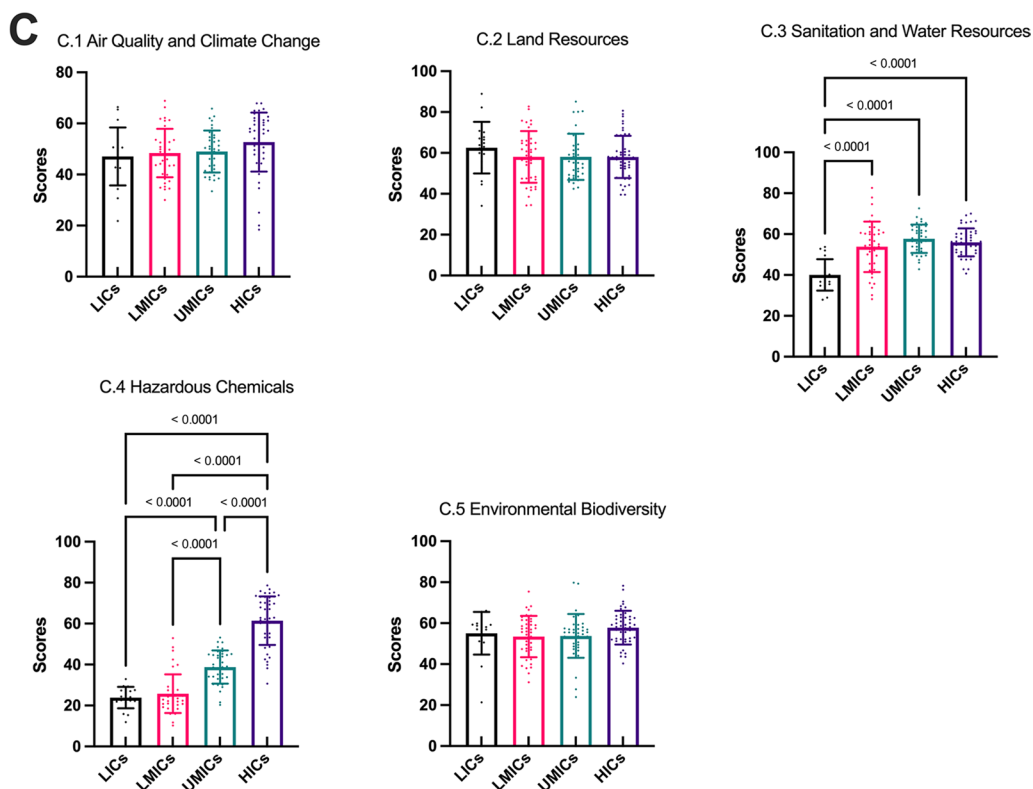 C
C.1 Air Quality and Climate Change
80
60
40
20
0
Scores
LICs
LMICs
UMICs
HICs
C.2 Land Resources
100
80
60
40
20
0
Scores
LICs
LMICs
UMICs
HICs
C.3 Sanitation and Water Resources
< 0.0001
< 0.0001
< 0.0001
100
80
60
40
20
0
Scores
LICs
LMICs
UMICs
HICs
C.4 Hazardous Chemicals
< 0.0001
< 0.0001
< 0.0001
< 0.0001
< 0.0001
100
80
60
40
20
0
Scores
LICs
LMICs
UMICs
HICs
C.5 Environmental Biodiversity
100
80
60
40
20
0
Scores
LICs
LMICs
UMICs
HICs